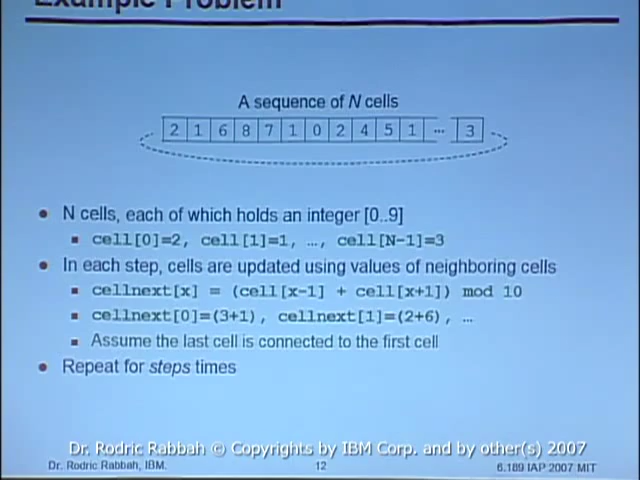 Example Problem
A sequence of N cells
2 1 6 8 7 1 0 2 4 5 1 ... 3
• N cells, each of which holds an integer [0..9]
▪ cell[0]=2, cell[1]=1, …, cell[N-1]=3
• In each step, cells are updated using values of neighboring cells
▪ cellnext[x] = (cell[x-1] + cell[x+1]) mod 10
▪ cellnext[0]=(3+1), cellnext[1]=(2+6), …
▪ Assume the last cell is connected to the first cell
• Repeat for steps times
Dr. Rodric Rabbah © Copyrights by IBM Corp. and by other(s) 2007
Dr. Rodric Rabbah, IBM. 12 6.189 IAP 2007 MIT